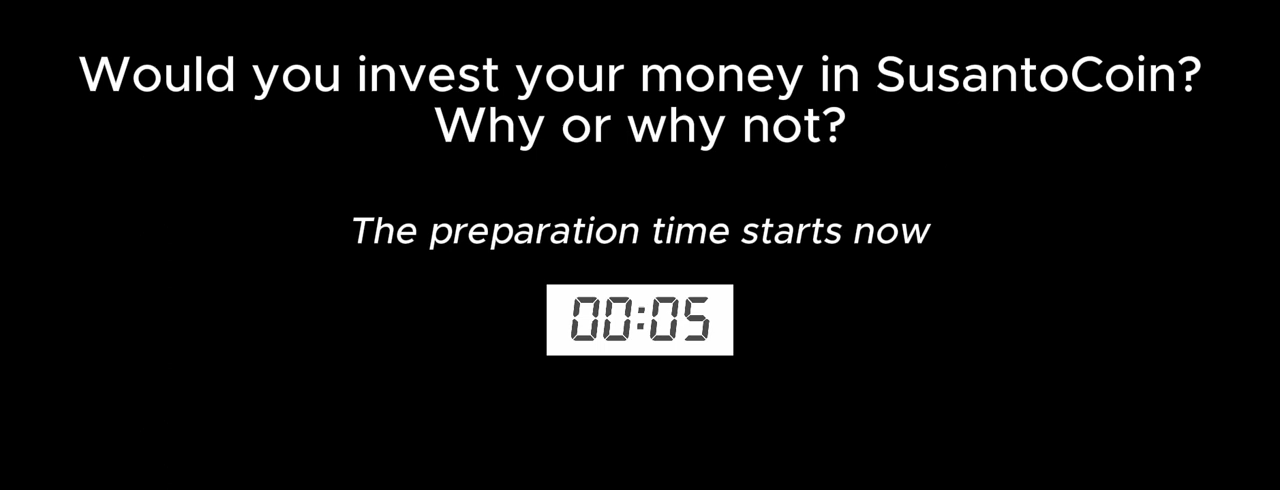 Would you invest your money in SusantoCoin?
Why or why not?
The preparation time starts now
00:05